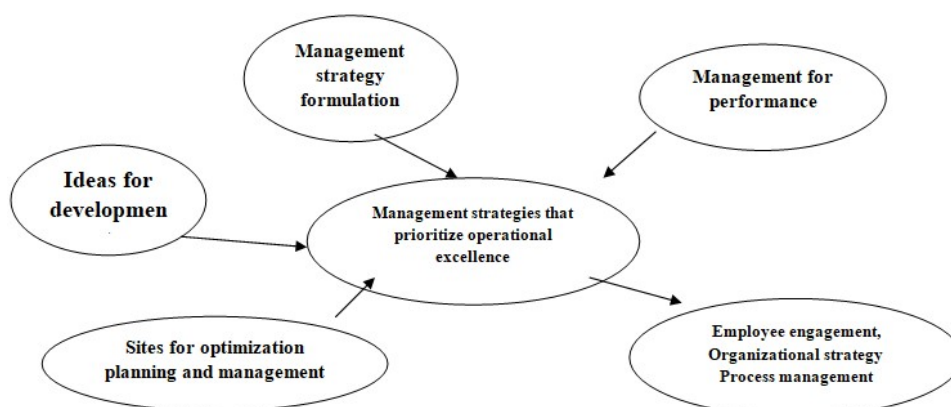 Management
strategy
formulation
Management for
performance
Ideas for
developmen
Management strategies that
prioritize operational
excellence
Sites for optimization
planning and management
Employee engagement,
Organizational strategy
Process management